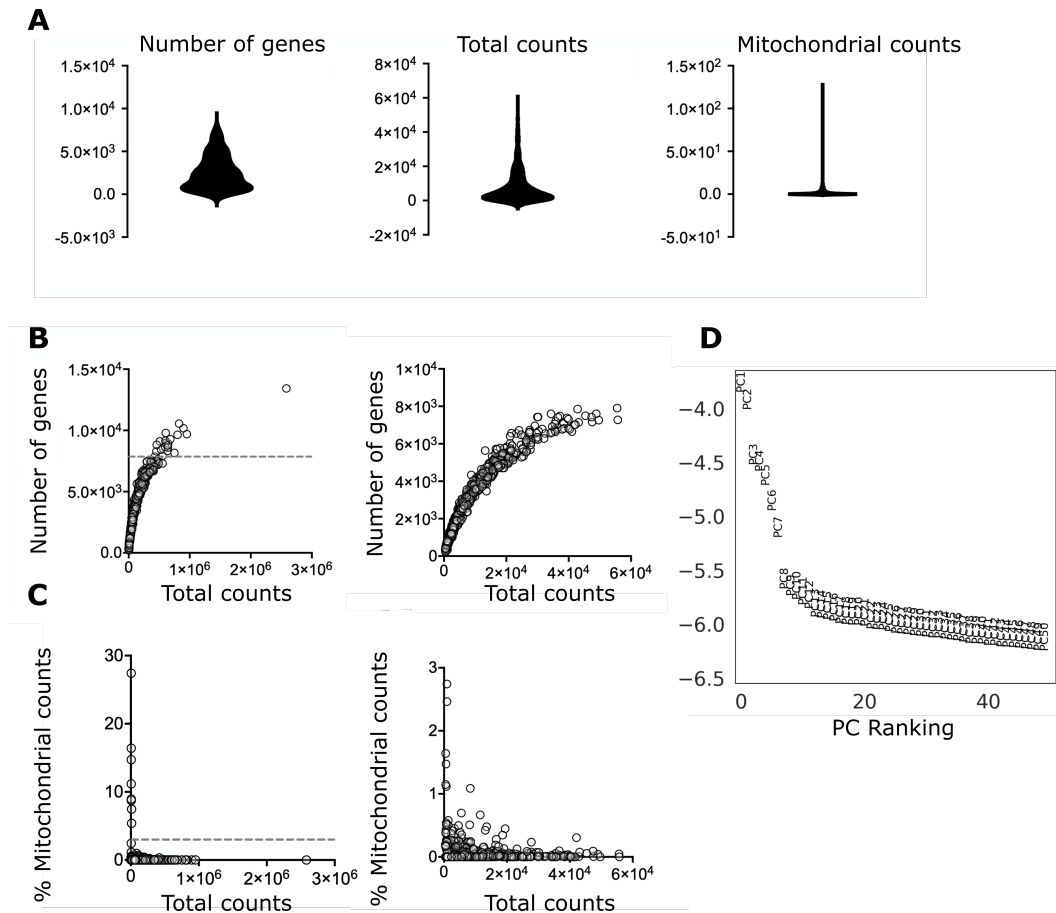 A
Number of genes
Total counts
Mitochondrial counts
1.5×10⁴
1.0×10⁴
5.0×10³
0.0
-5.0×10³
8×10⁴
6×10⁴
4×10⁴
2×10⁴
0
-2×10⁴
1.5×10²
1.0×10²
5.0×10¹
0.0
-5.0×10¹
B
Number of genes
1.5×10⁴
1.0×10⁴
5.0×10³
0.0
0
1×10⁶
2×10⁶
3×10⁶
Total counts
Number of genes
1×10⁴
8×10³
6×10³
4×10³
2×10³
0
0
2×10⁴
4×10⁴
6×10⁴
Total counts
D
−4.0
−4.5
−5.0
−5.5
−6.0
−6.5
PC1
PC2
PC3
PC4
PC5
PC6
PC7
PC8
0
20
40
PC Ranking
C
% Mitochondrial counts
30
20
10
0
0
1×10⁶
2×10⁶
3×10⁶
Total counts
% Mitochondrial counts
3
2
1
0
0
2×10⁴
4×10⁴
6×10⁴
Total counts